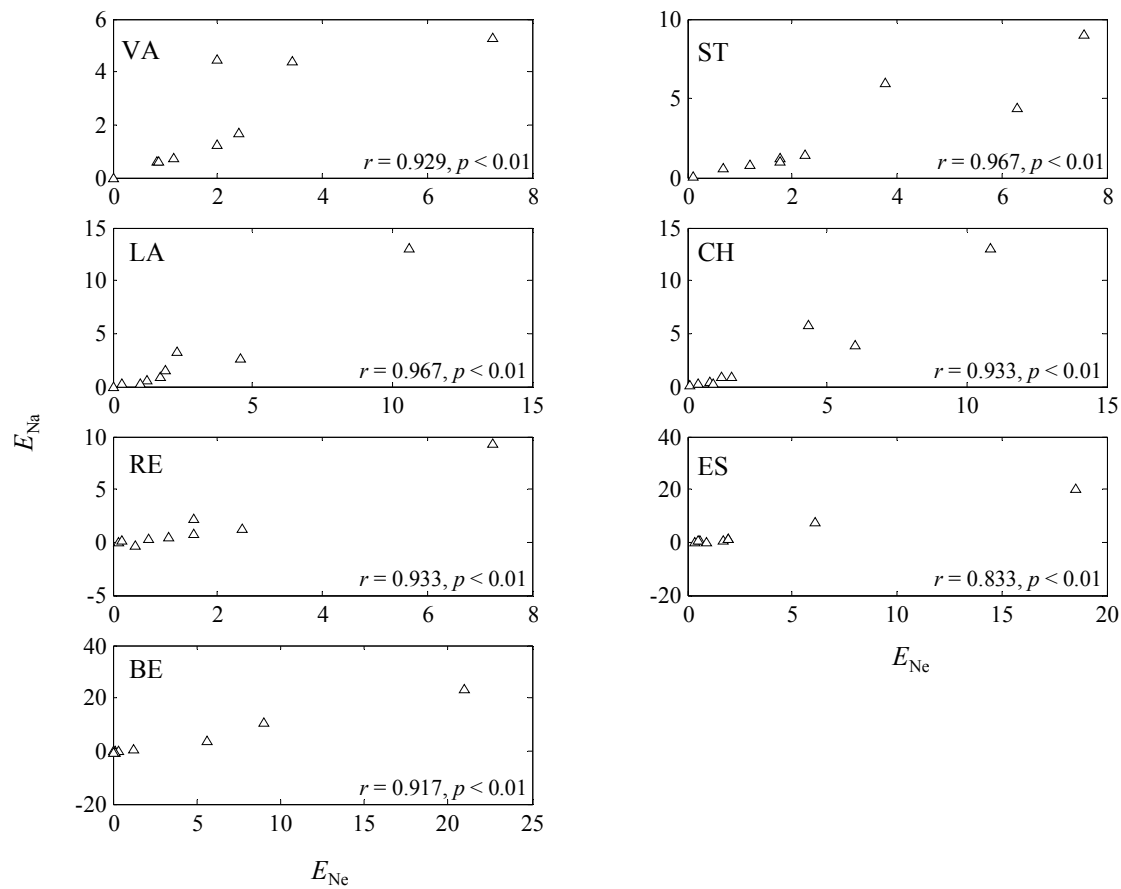 6
4
2
0
VA
r = 0.929, p < 0.01
0 2 4 6 8
10
5
0
ST
r = 0.967, p < 0.01
0 2 4 6 8
15
10
5
0
LA
r = 0.967, p < 0.01
0 5 10 15
15
10
5
0
CH
r = 0.933, p < 0.01
0 5 10 15
E_Na
10
5
0
-5
RE
r = 0.933, p < 0.01
0 2 4 6 8
40
20
0
-20
ES
r = 0.833, p < 0.01
0 5 10 15 20
E_Ne
40
20
0
-20
BE
r = 0.917, p < 0.01
0 5 10 15 20 25
E_Ne